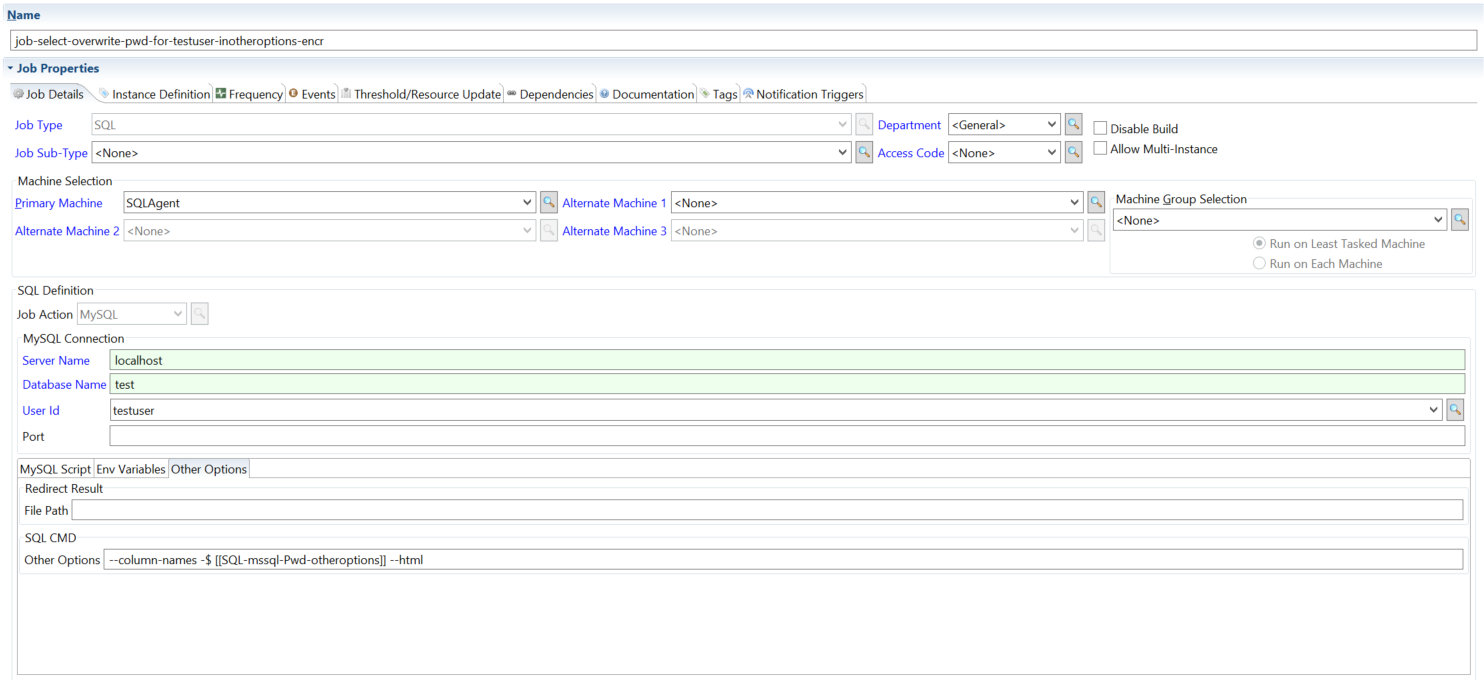 Name
job-select-overwrite-pwd-for-testuser-inotheroptions-encr
Job Properties
Job Details Instance Definition Frequency Events Threshold/Resource Update Dependencies Documentation Tags Notification Triggers
Job Type SQL Department <General> Disable Build
Job Sub-Type <None> Access Code <None> Allow Multi-Instance
Machine Selection
Primary Machine SQLAgent Alternate Machine 1 <None>
Alternate Machine 2 <None> Alternate Machine 3 <None>
Machine Group Selection
<None>
Run on Least Tasked Machine
Run on Each Machine
SQL Definition
Job Action MySQL
MySQL Connection
Server Name localhost
Database Name test
User Id testuser
Port
MySQL Script Env Variables Other Options
Redirect Result
File Path
SQL CMD
Other Options --column-names -$ [[SQL-mssql-Pwd-otheroptions]] --html